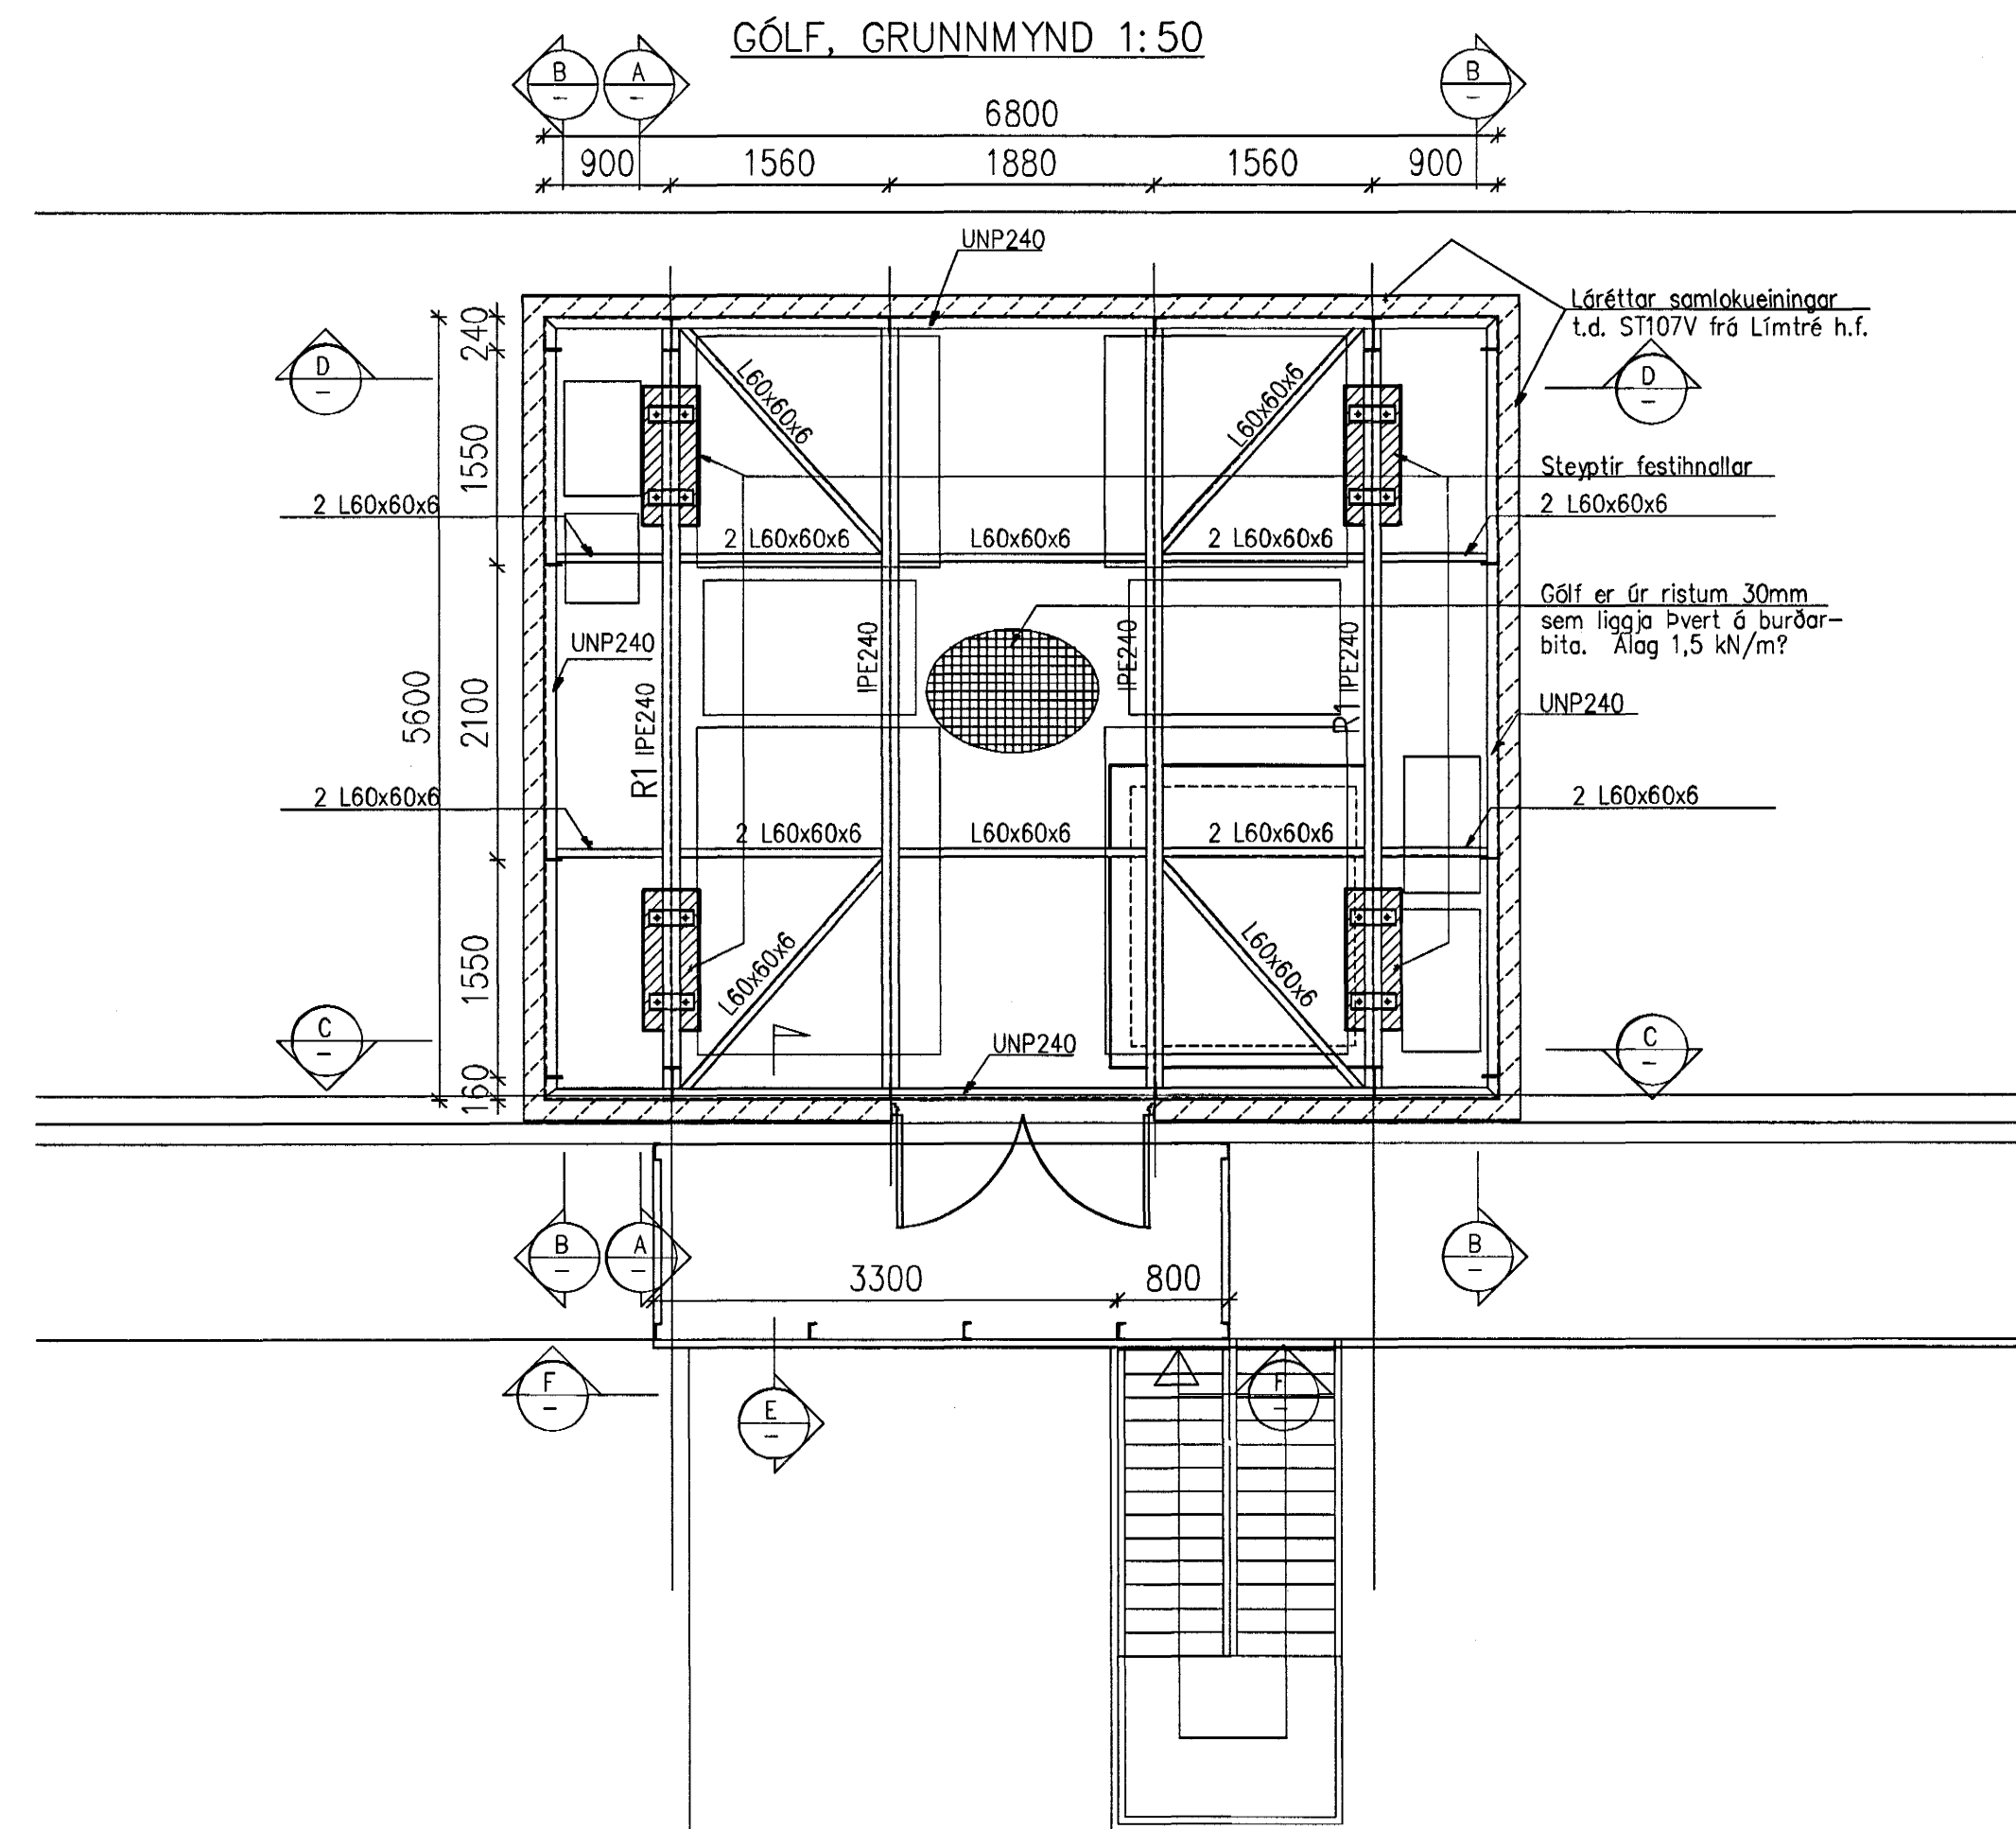 GÓLF, GRUNNMYND 1:50
B
-
A
-
B
-
6800
900
1560
1880
1560
900
UNP240
Láréttar samlokueiningar
t.d. ST107V frá Límtré h.f.
D
-
D
-
240
1550
2100
1550
160
5600
L60x60x6
L60x60x6
Steyptir festihnallar
2 L60x60x6
2 L60x60x6
2 L60x60x6
L60x60x6
2 L60x60x6
Gólf er úr ristum 30mm
sem liggja Þvert á burðar-
bita. Álag 1,5 kN/m?
UNP240
R1 IPE240
IPE240
IPE240
R1 IPE240
UNP240
2 L60x60x6
2 L60x60x6
2 L60x60x6
L60x60x6
2 L60x60x6
L60x60x6
L60x60x6
UNP240
C
-
C
-
B
-
A
-
B
-
3300
800
F
-
E
-
F
-